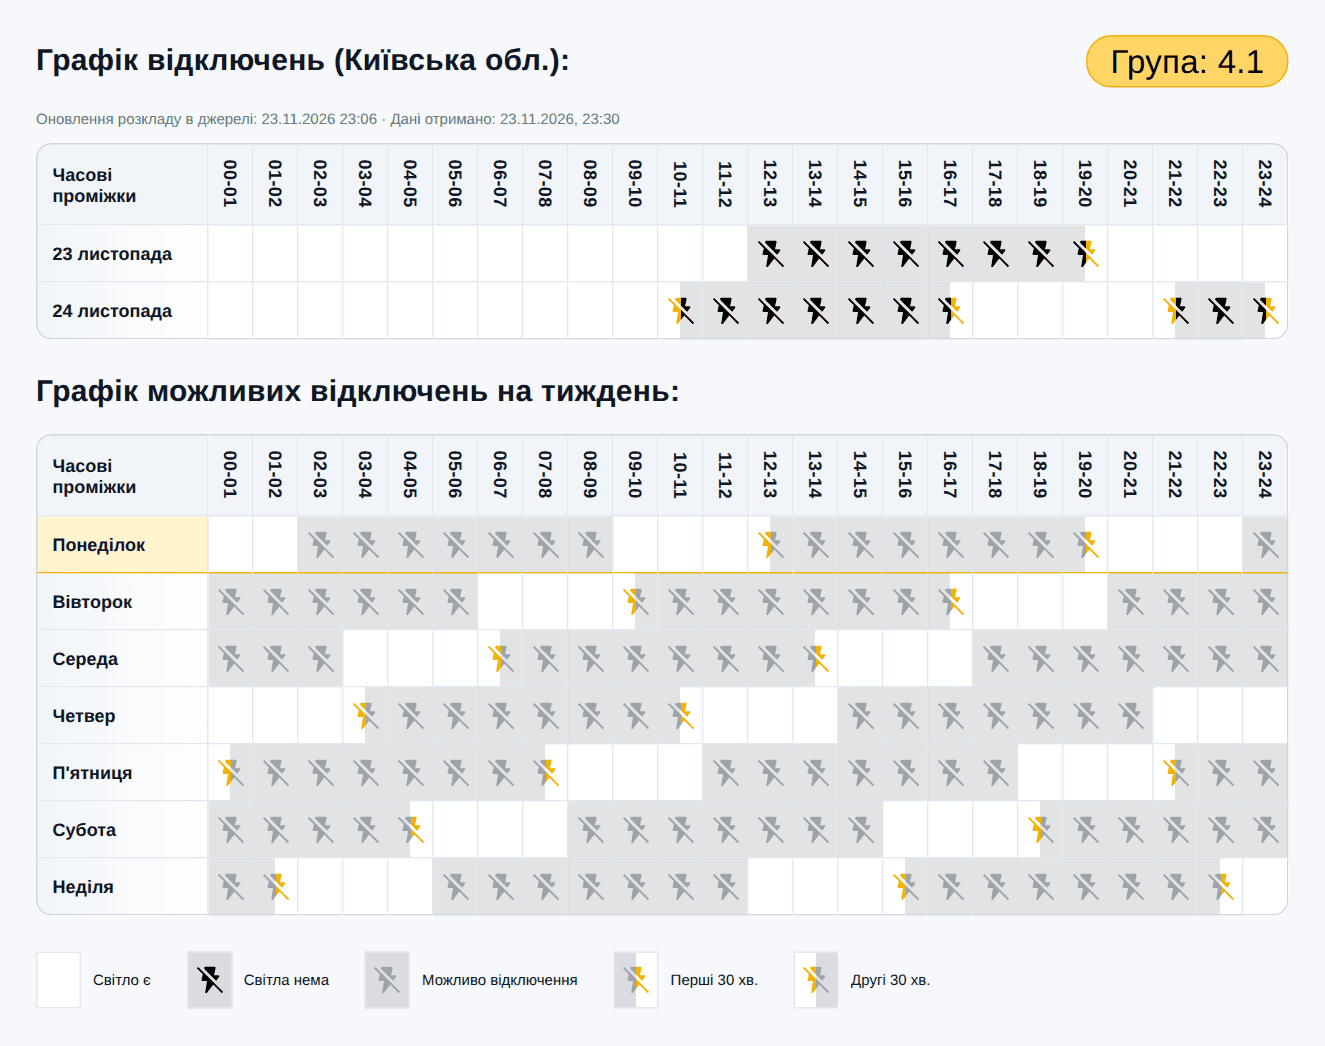 Графік відключень (Київська обл.):
Група: 4.1
Оновлення розкладу в джерелі: 23.11.2026 23:06 · Дані отримано: 23.11.2026, 23:30
Часові проміжки 00-01 01-02 02-03 03-04 04-05 05-06 06-07 07-08 08-09 09-10 10-11 11-12 12-13 13-14 14-15 15-16 16-17 17-18 18-19 19-20 20-21 21-22 22-23 23-24
23 листопада
24 листопада
Графік можливих відключень на тиждень:
Часові проміжки 00-01 01-02 02-03 03-04 04-05 05-06 06-07 07-08 08-09 09-10 10-11 11-12 12-13 13-14 14-15 15-16 16-17 17-18 18-19 19-20 20-21 21-22 22-23 23-24
Понеділок
Вівторок
Середа
Четвер
П'ятниця
Субота
Неділя
Світло є Світла нема Можливо відключення Перші 30 хв. Другі 30 хв.